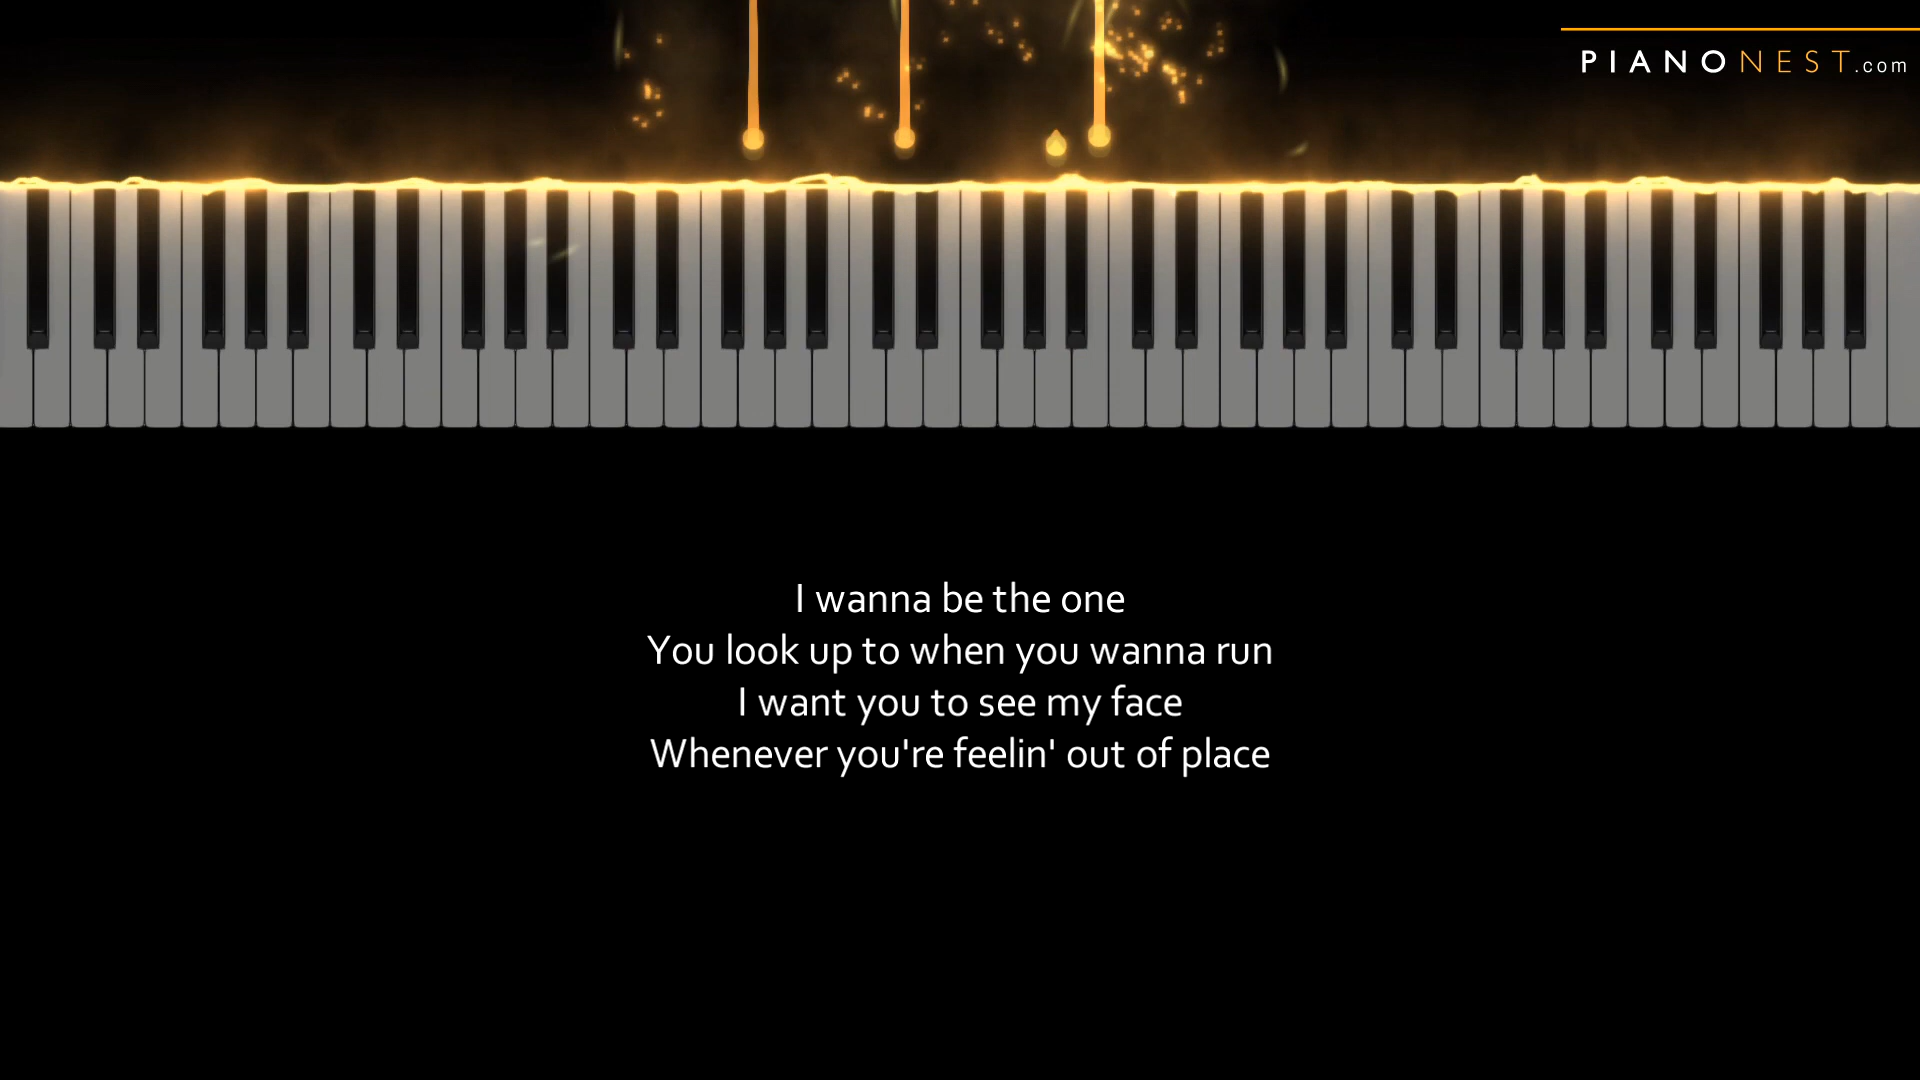 PIANONEST.com
I wanna be the one
You look up to when you wanna run
I want you to see my face
Whenever you're feelin' out of place